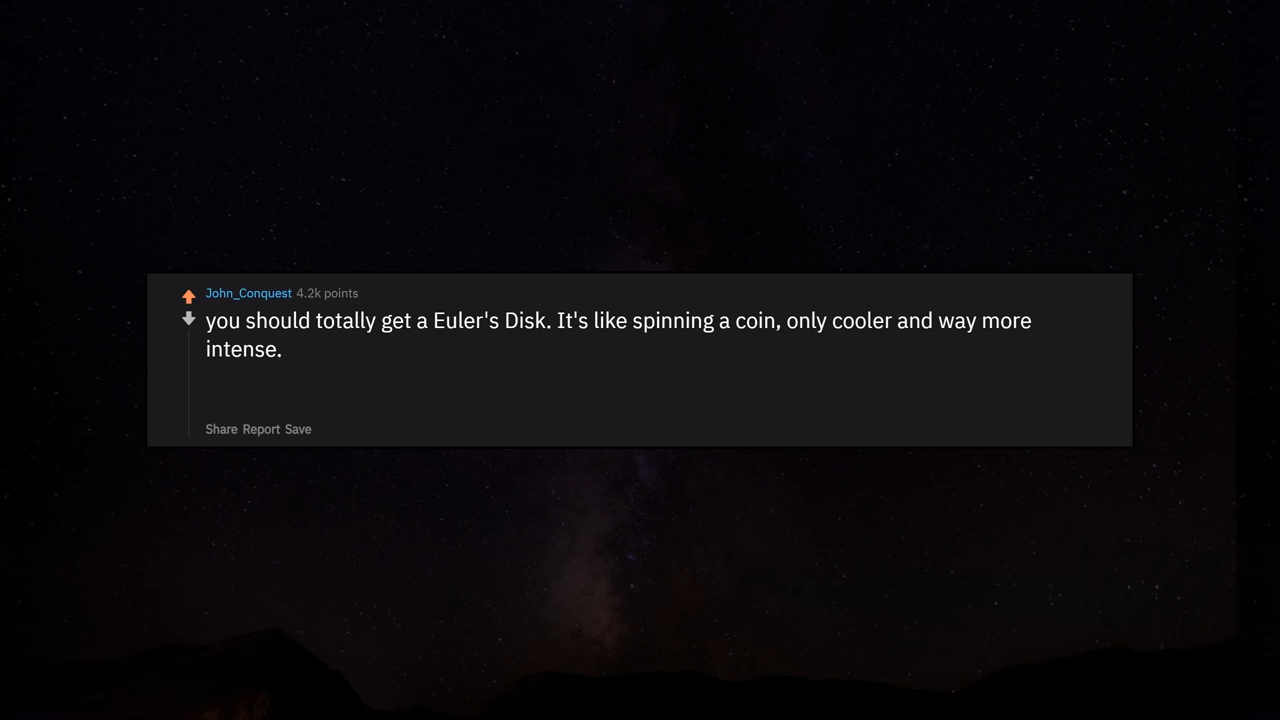 John_Conquest 4.2k points
you should totally get a Euler's Disk. It's like spinning a coin, only cooler and way more
intense.
Share Report Save